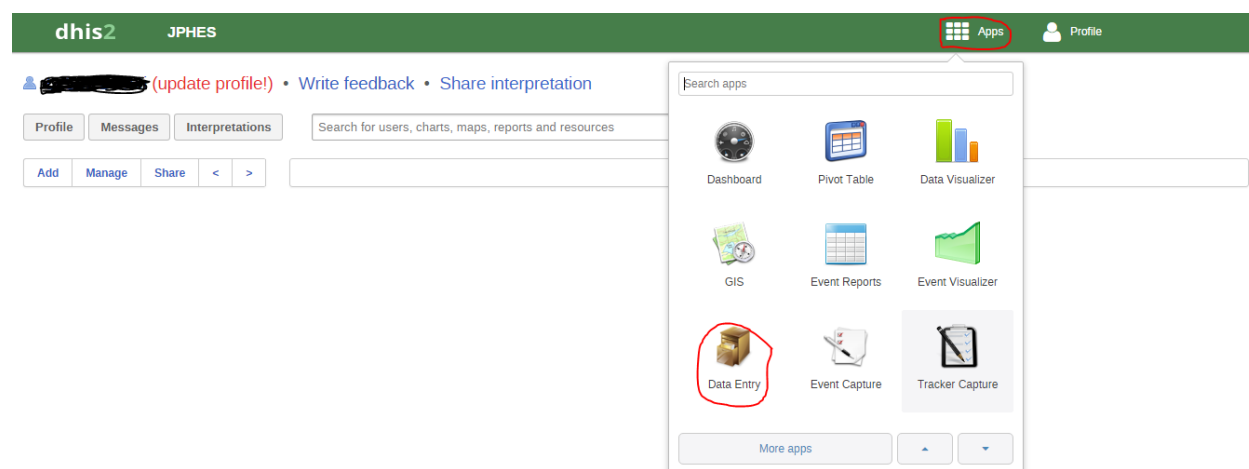 dhis2 JPHES Apps Profile
(update profile!) • Write feedback • Share interpretation
Search apps
Profile Messages Interpretations Search for users, charts, maps, reports and resources
Add Manage Share < >
Dashboard Pivot Table Data Visualizer
GIS Event Reports Event Visualizer
Data Entry Event Capture Tracker Capture
More apps